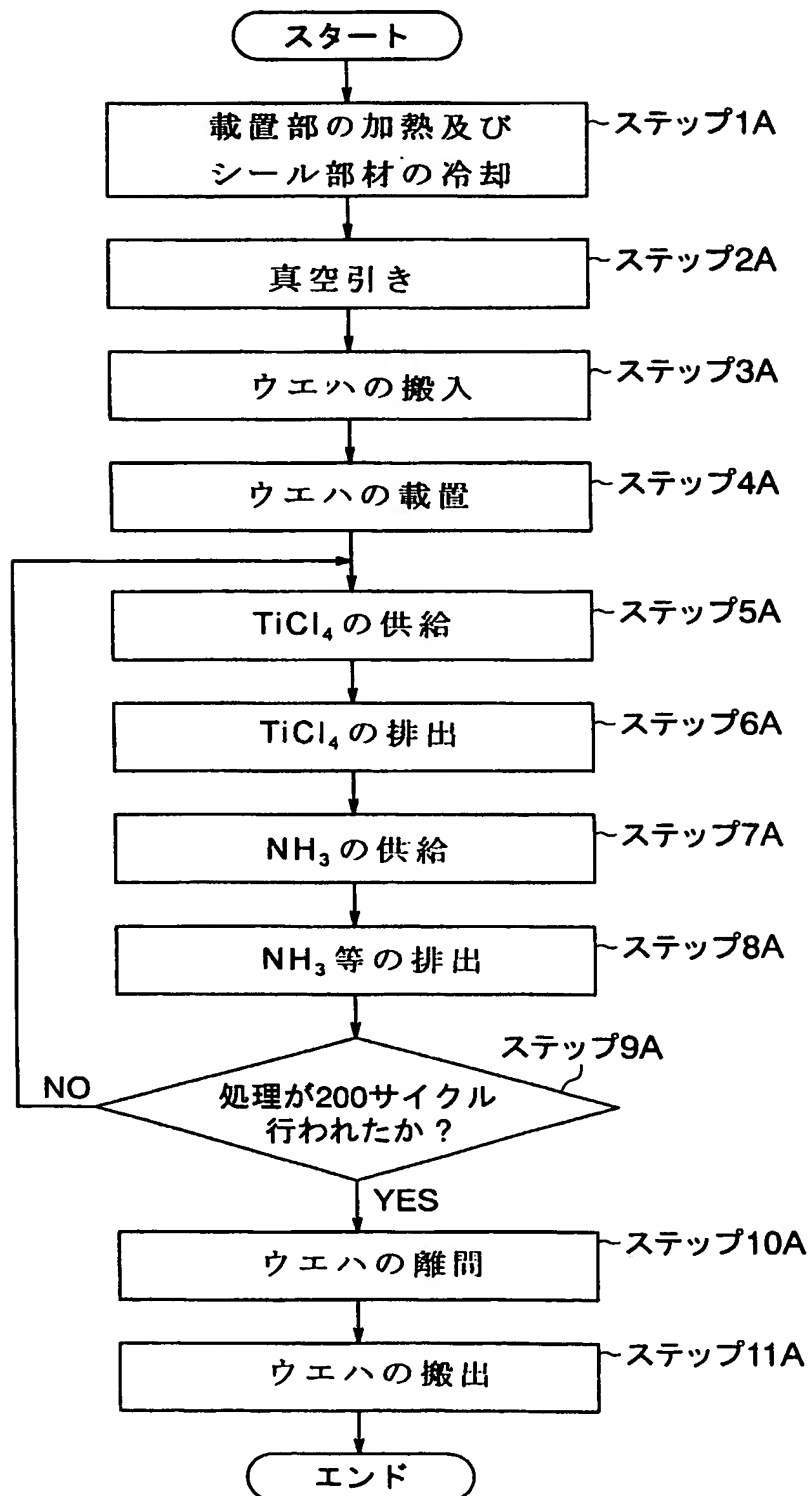 スタート
載置部の加熱及び
シール部材の冷却
ステップ1A
真空引き
ステップ2A
ウエハの搬入
ステップ3A
ウエハの載置
ステップ4A
TiCl₄の供給
ステップ5A
TiCl₄の排出
ステップ6A
NH₃の供給
ステップ7A
NH₃等の排出
ステップ8A
ステップ9A
NO
処理が200サイクル
行われたか?
YES
ウエハの離間
ステップ10A
ウエハの搬出
ステップ11A
エンド